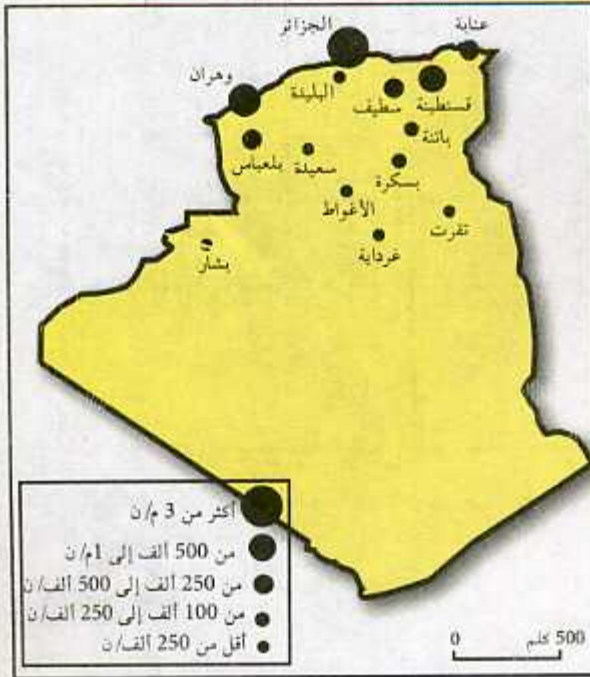 عنابة
الجزائر
وهران
البليدة
سطيف
قسنطينة
باتنة
بلعباس
سعيدة
بسكرة
الأغواط
تقرت
غرداية
بشار
أكثر من 3 م/ن
من 500 ألف إلى 1م/ن
من 250 ألف إلى 500 ألف/ن
من 100 ألف إلى 250 ألف/ن
أقل من 250 ألف/ن
0 500 كلم